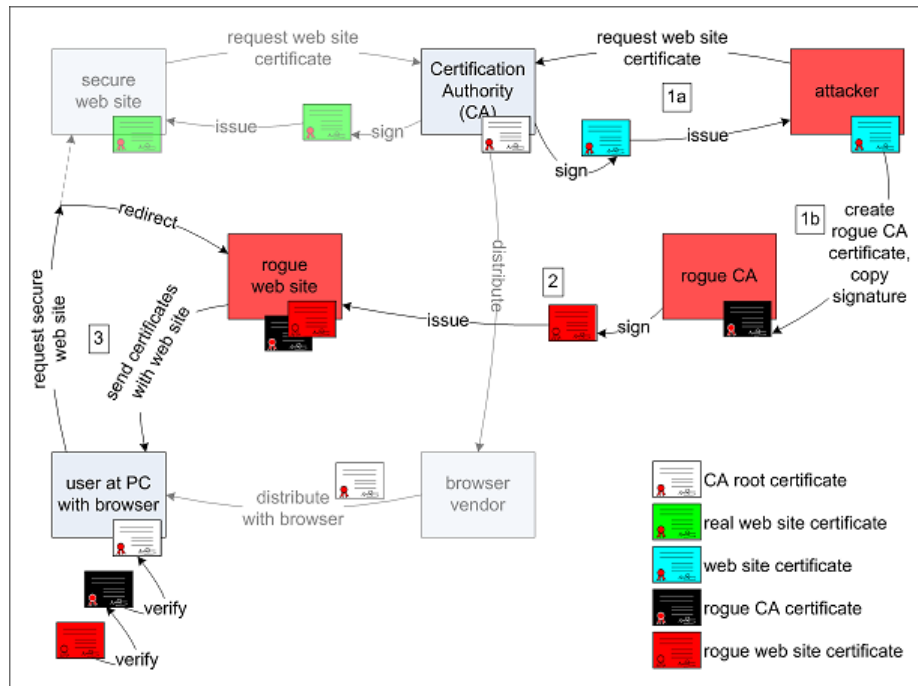 request web site
certificate
request web site
certificate
secure
web site
Certification
Authority
(CA)
1a
attacker
issue
sign
issue
sign
redirect
1b
create
rogue CA
certificate,
copy
signature
rogue
web site
distribute
2
rogue CA
issue
sign
request secure
web site
3
send certificates
with web site
user at PC
with browser
distribute
with browser
browser
vendor
CA root certificate
real web site certificate
web site certificate
rogue CA certificate
rogue web site certificate
verify
verify